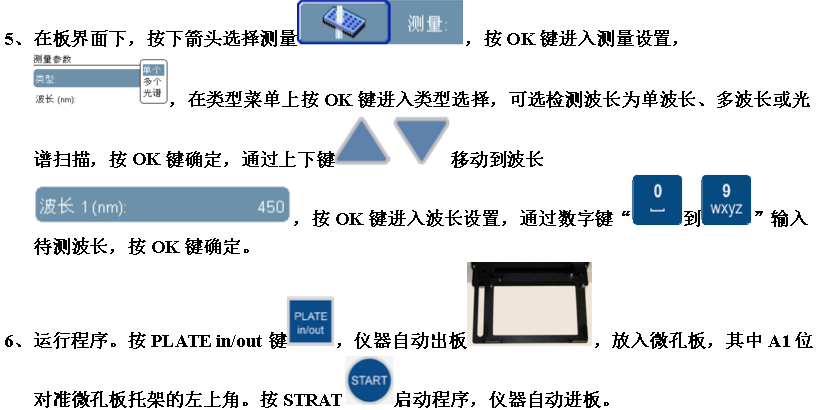 5、在板界面下，按下箭头选择测量 测量: ，按 OK 键进入测量设置，
测量参数
类型:
波长 (nm):
单个
多个
光谱
，在类型菜单上按 OK 键进入类型选择，可选检测波长为单波长、多波长或光
谱扫描，按 OK 键确定，通过上下键 移动到波长
波长 1 (nm): 450 ，按 OK 键进入波长设置，通过数字键“ 0 到 9 wxyz ”输入
待测波长，按 OK 键确定。
6、运行程序。按 PLATE in/out 键 PLATE in/out ，仪器自动出板 ，放入微孔板，其中 A1 位
对准微孔板托架的左上角。按 STRAT START 启动程序，仪器自动进板。